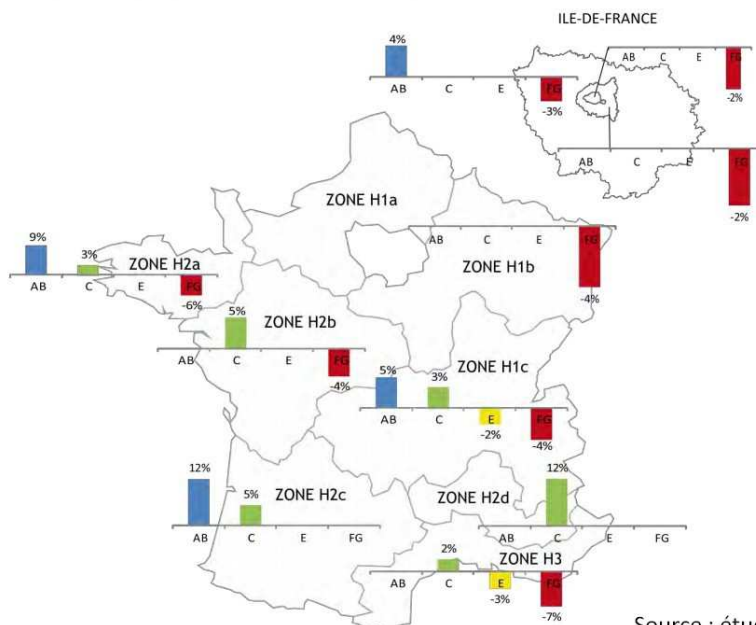 ILE-DE-FRANCE
4%
AB C E FG
-3%
AB C E FG
-2%
AB C E FG
-2%
ZONE H1a
AB C E FG
-4%
ZONE H1b
9%
3%
ZONE H2a
AB C E FG
-6%
5%
ZONE H2b
AB C E FG
-4%
ZONE H1c
5%
3%
AB C E FG
-2%
-4%
12%
5%
ZONE H2c
AB C E FG
12%
ZONE H2d
AB C E FG
ZONE H3
2%
AB C E FG
-3%
-7%